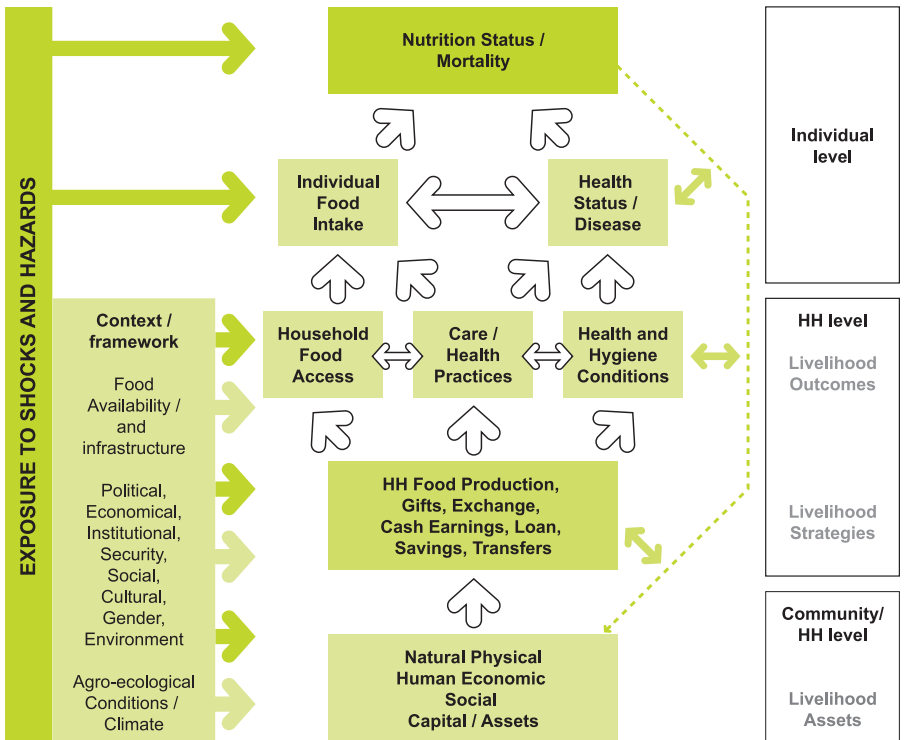 EXPOSURE TO SHOCKS AND HAZARDS
Context /
framework
Food
Availability /
and
infrastructure
Political,
Economical,
Institutional,
Security,
Social,
Cultural,
Gender,
Environment
Agro-ecological
Conditions /
Climate
Nutrition Status /
Mortality
Individual
Food
Intake
Health
Status /
Disease
Household
Food
Access
Care /
Health
Practices
Health and
Hygiene
Conditions
HH Food Production,
Gifts, Exchange,
Cash Earnings, Loan,
Savings, Transfers
Natural Physical
Human Economic
Social
Capital / Assets
Individual
level
HH level
Livelihood
Outcomes
Livelihood
Strategies
Community/
HH level
Livelihood
Assets